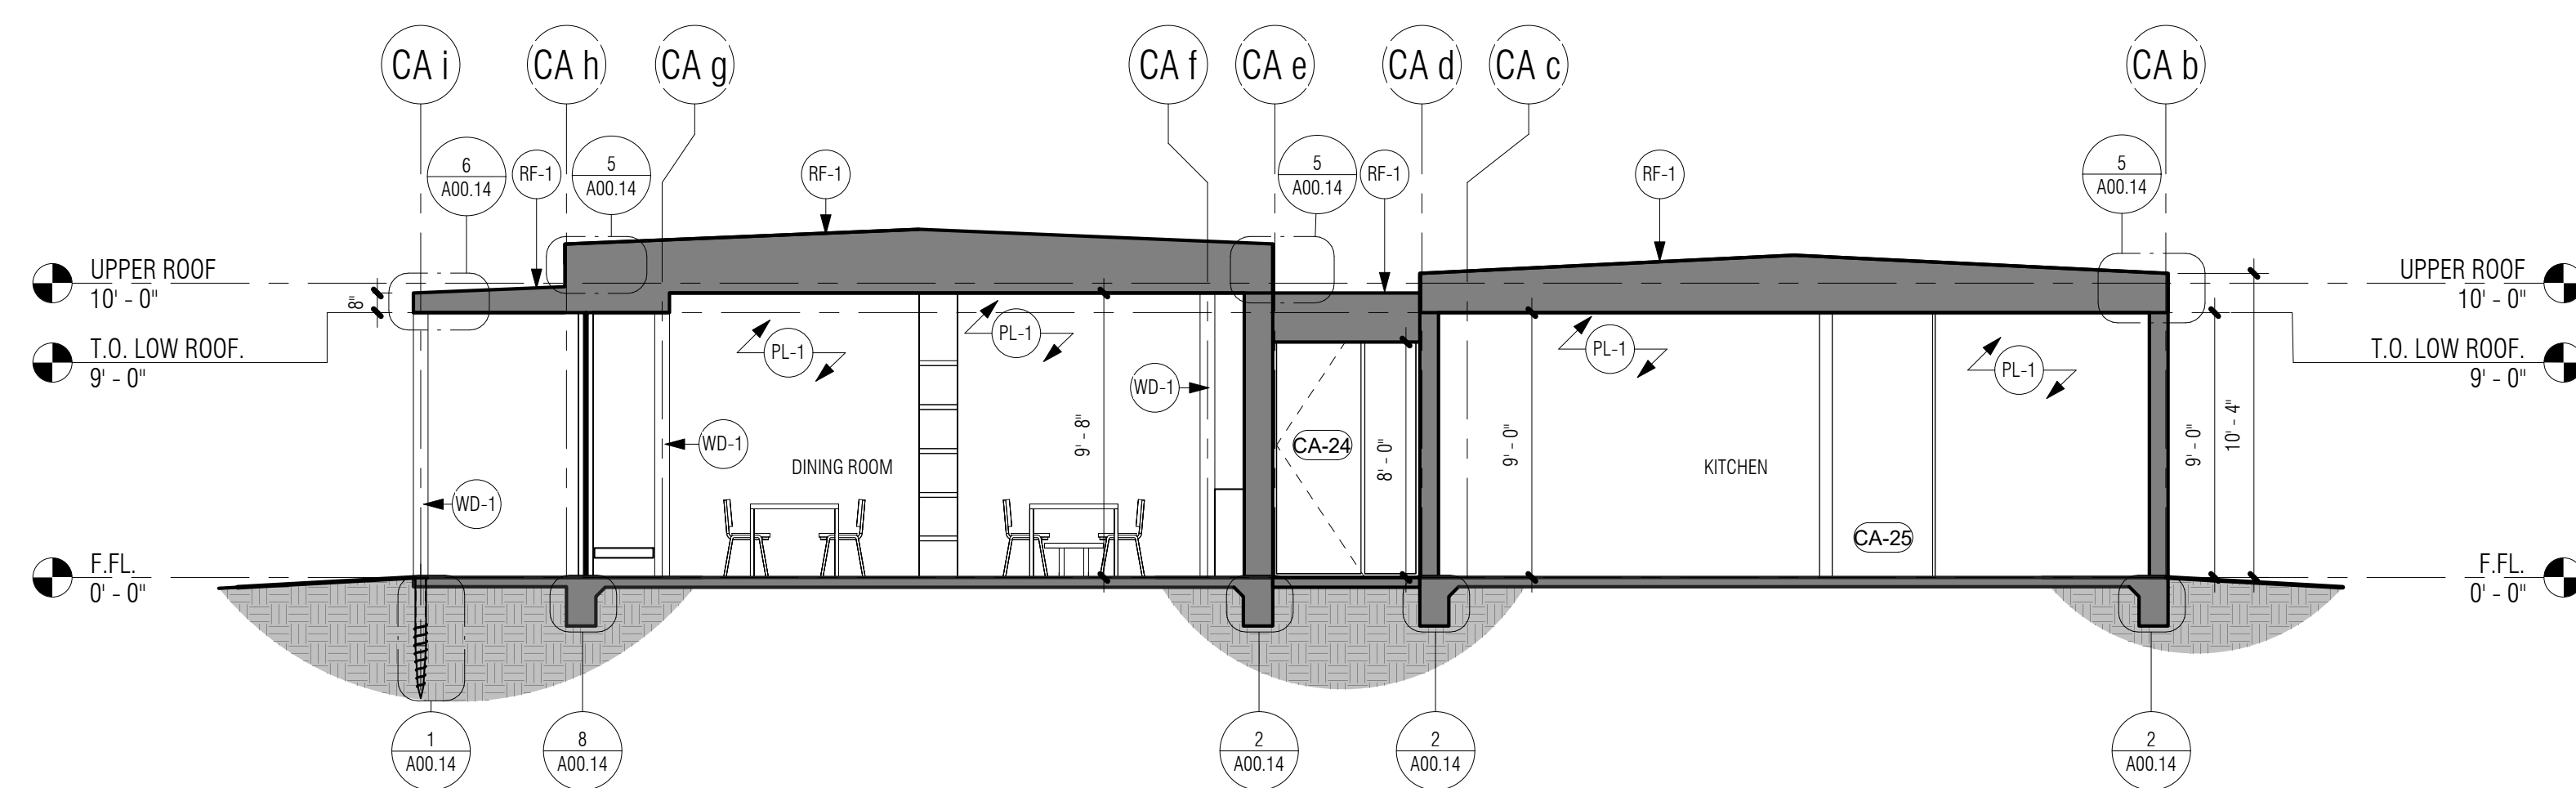 CA i
CA h
CA g
CA f
CA e
CA d
CA c
CA b
6
A00.14
RF-1
5
A00.14
RF-1
5
A00.14
RF-1
RF-1
5
A00.14
UPPER ROOF
10' - 0"
8"
UPPER ROOF
10' - 0"
T.O. LOW ROOF.
9' - 0"
PL-1
PL-1
WD-1
PL-1
PL-1
T.O. LOW ROOF.
9' - 0"
WD-1
WD-1
DINING ROOM
9' - 8"
CA-24
8' - 0"
9' - 0"
KITCHEN
CA-25
9' - 0"
10' - 4"
F.FL.
0' - 0"
F.FL.
0' - 0"
1
A00.14
8
A00.14
2
A00.14
2
A00.14
2
A00.14